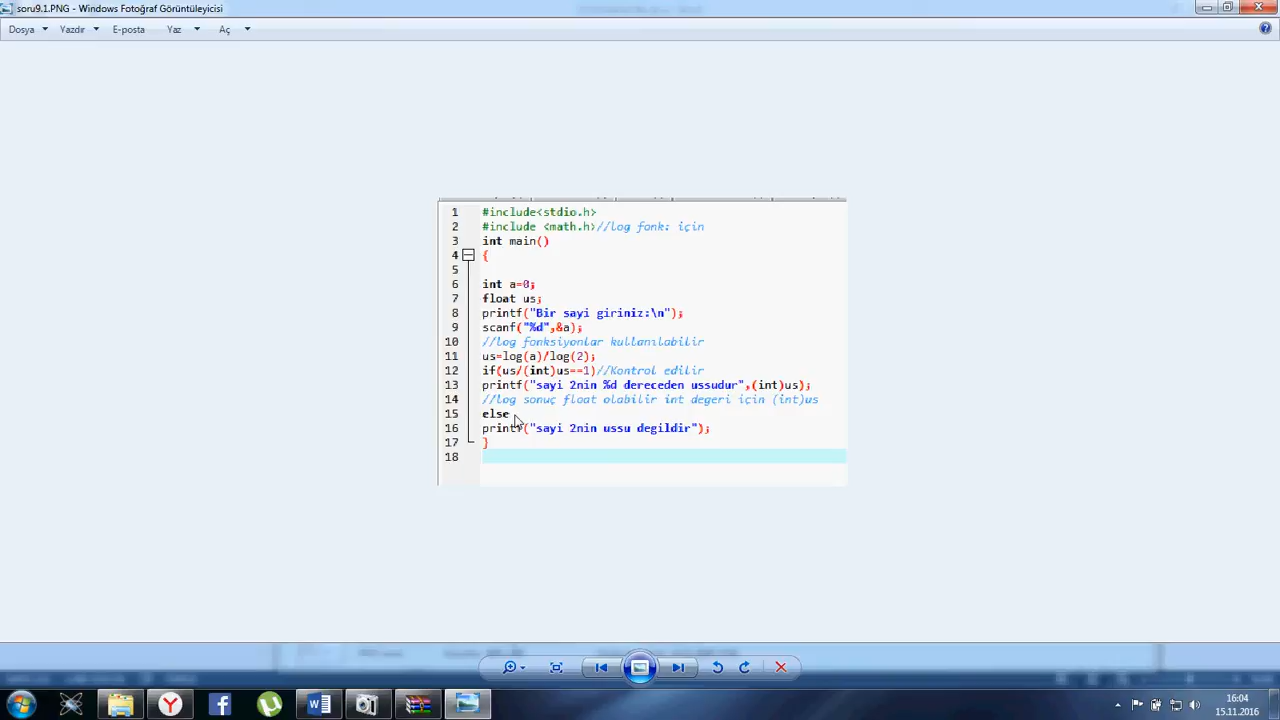 soru9.1.PNG - Windows Fotoğraf Görüntüleyicisi
Dosya Yazdır E-posta Yaz Aç
1 #include<stdio.h>
2 #include <math.h>//log fonk: için
3 int main()
4 {
5
6 int a=0;
7 float us;
8 printf("Bir sayi giriniz:\n");
9 scanf("%d",&a);
10 //log fonksiyonlar kullanılabilir
11 us=log(a)/log(2);
12 if(us/(int)us==1)//Kontrol edilir
13 printf("sayi 2nin %d dereceden ussudur",(int)us);
14 //log sonuç float olabilir int degeri için (int)us
15 else
16 printf("sayi 2nin ussu degildir");
17 }
18
16:04
15.11.2016